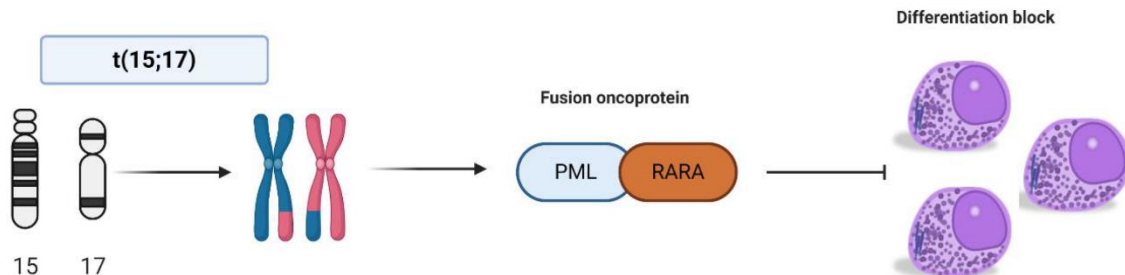 Differentiation block
t(15;17)
Fusion oncoprotein
PML
RARA
15
17